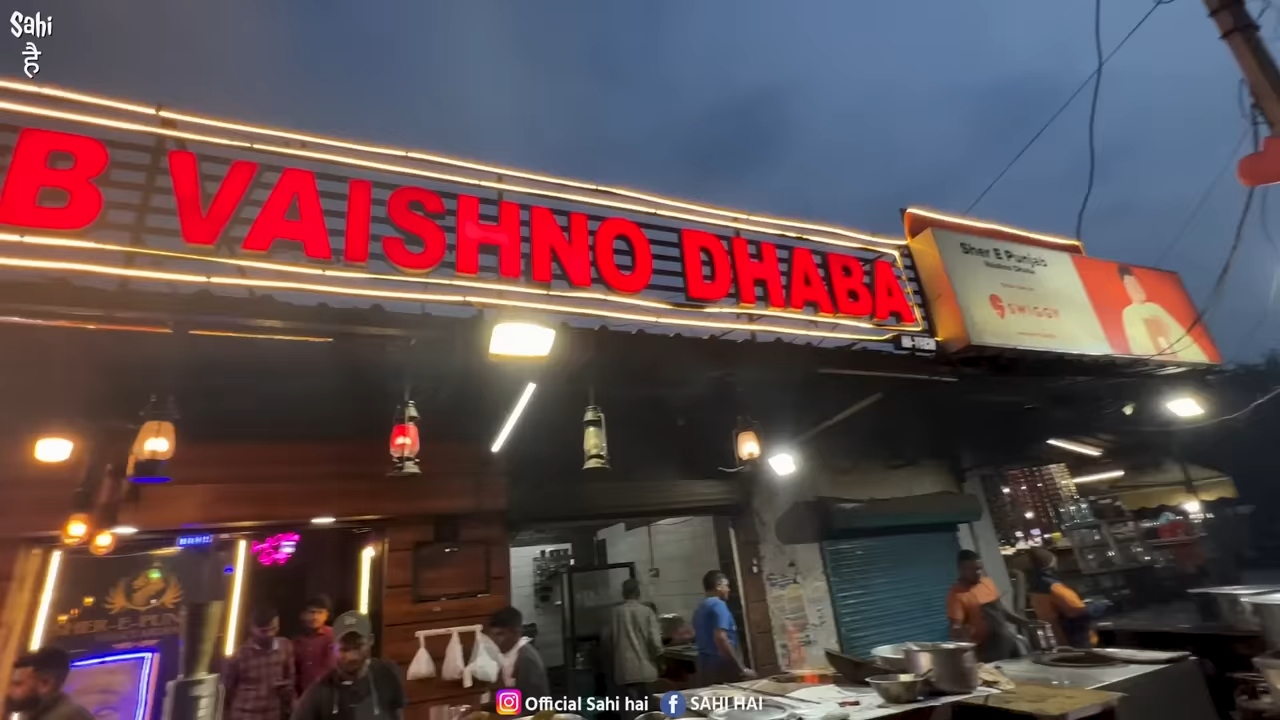 Sahi
है
B VAISHNO DHABA
Sher E Punjab
Vaishno Dhaba
SWIGGY
SHER-E-PUN
Official Sahi hai SAHI HAI